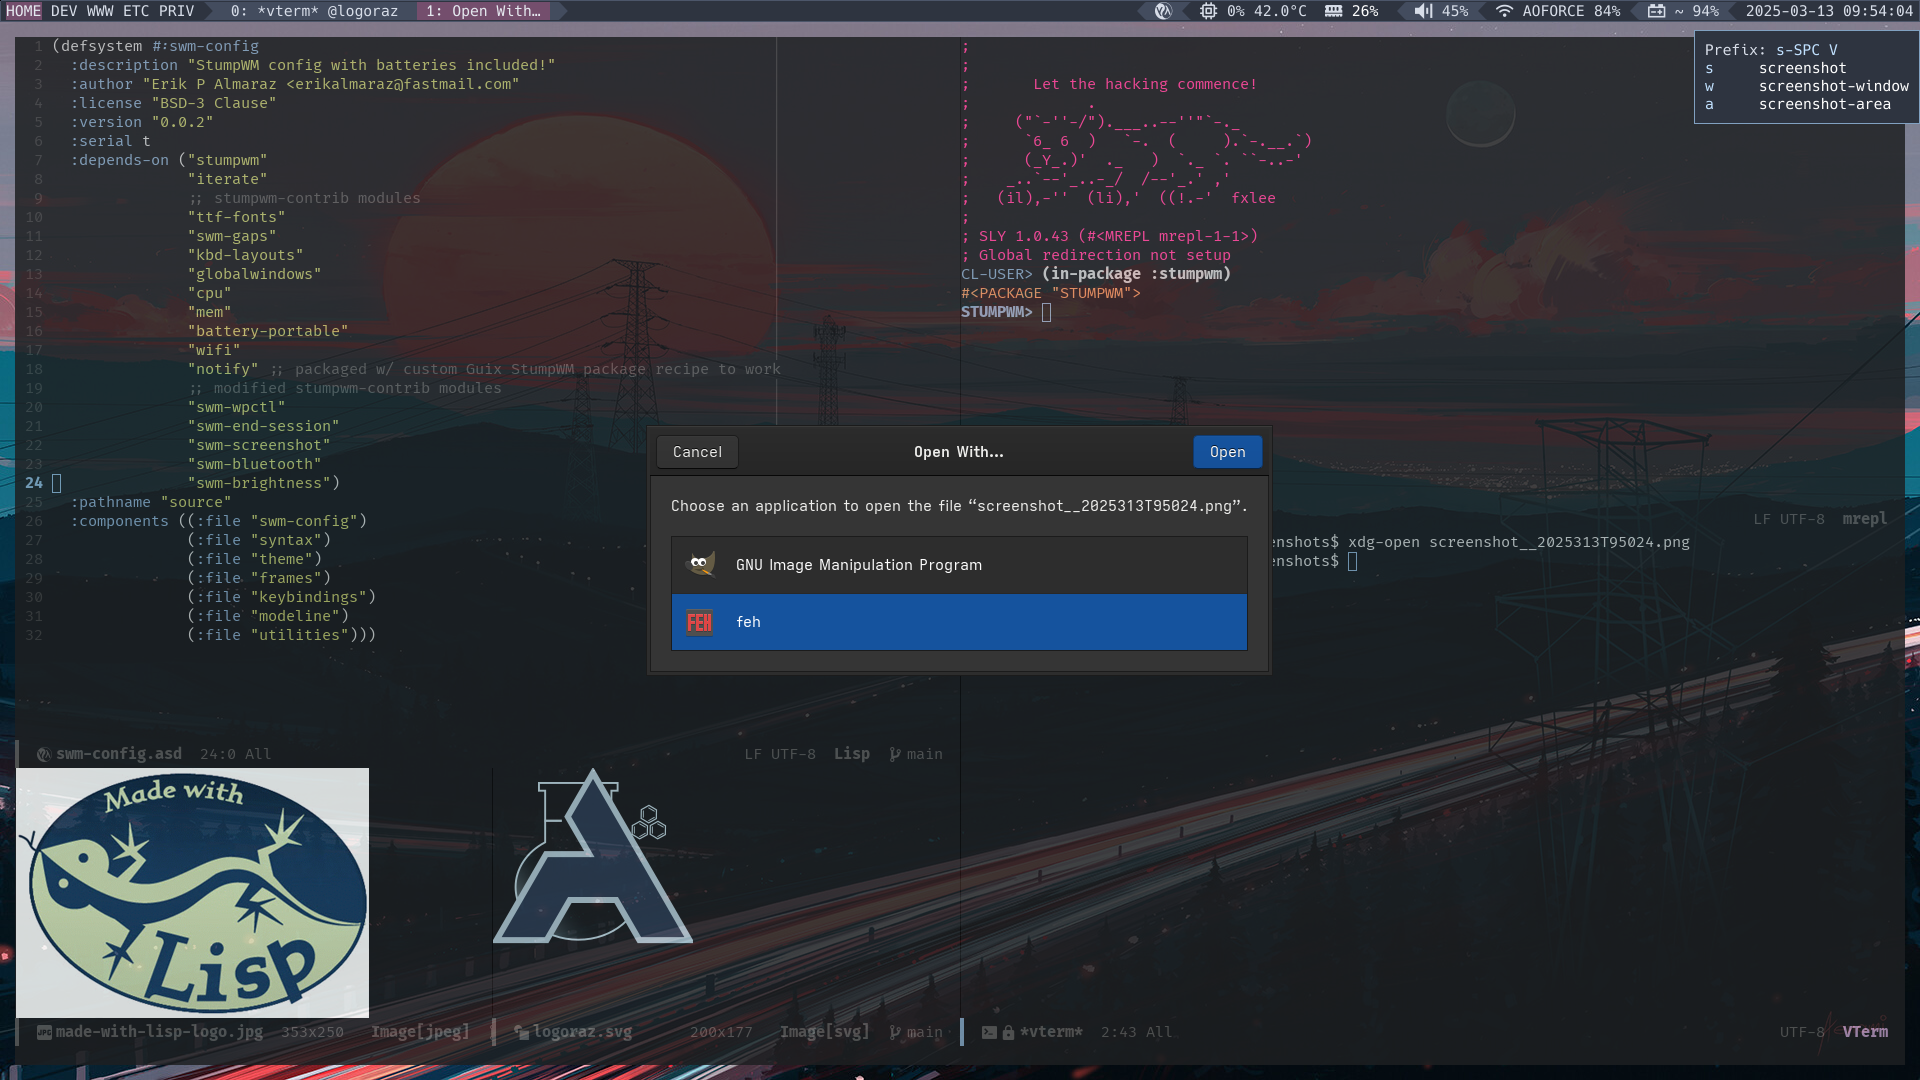 HOME DEV WWW ETC PRIV 0: *vterm* @logoraz 1: Open With… 0% 42.0°C 26% 45% AOFORCE 84% ~ 94% 2025-03-13 09:54:04
Prefix: s-SPC V
s screenshot
w screenshot-window
a screenshot-area
1 (defsystem #:swm-config
2 :description "StumpWM config with batteries included!"
3 :author "Erik P Almaraz <erikalmaraz@fastmail.com"
4 :license "BSD-3 Clause"
5 :version "0.0.2"
6 :serial t
7 :depends-on ("stumpwm"
8 "iterate"
9 ;; stumpwm-contrib modules
10 "ttf-fonts"
11 "swm-gaps"
12 "kbd-layouts"
13 "globalwindows"
14 "cpu"
15 "mem"
16 "battery-portable"
17 "wifi"
18 "notify" ;; packaged w/ custom Guix StumpWM package recipe to work
19 ;; modified stumpwm-contrib modules
20 "swm-wpctl"
21 "swm-end-session"
22 "swm-screenshot"
23 "swm-bluetooth"
24 "swm-brightness")
25 :pathname "source"
26 :components ((:file "swm-config")
27 (:file "syntax")
28 (:file "theme")
29 (:file "frames")
30 (:file "keybindings")
31 (:file "modeline")
32 (:file "utilities")))
swm-config.asd 24:0 All LF UTF-8 Lisp main
;
;
; Let the hacking commence!
; .
; ("`-''-/").___..--''"`-._
; `6_ 6 ) `-. ( ).`-.__.`)
; (_Y_.)' ._ ) `._ `. ``-..-'
; _..`--'_..-_/ /--'_.' ,'
; (il),-'' (li),' ((!.-' fxlee
;
; SLY 1.0.43 (#<MREPL mrepl-1-1>)
; Global redirection not setup
CL-USER> (in-package :stumpwm)
#<PACKAGE "STUMPWM">
STUMPWM>
LF UTF-8 mrepl
enshots$ xdg-open screenshot__2025313T95024.png
enshots$
Cancel Open With… Open
Choose an application to open the file “screenshot__2025313T95024.png”.
GNU Image Manipulation Program
FEH feh
Made with
Lisp
made-with-lisp-logo.jpg 353x250 Image[jpeg] logoraz.svg 200x177 Image[svg] main *vterm* 2:43 All UTF-8 VTerm